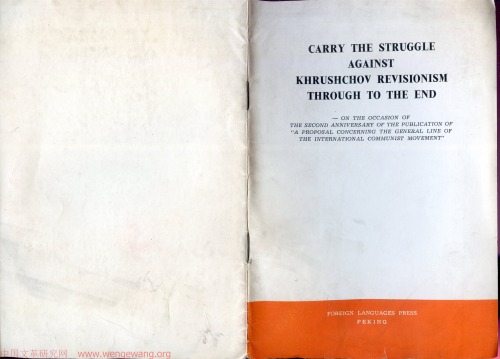 CARRY THE STRUGGLE
AGAINST
KHRUSHCHOV REVISIONISM
THROUGH TO THE END
— ON THE OCCASION OF
THE SECOND ANNIVERSARY OF THE PUBLICATION OF
"A PROPOSAL CONCERNING THE GENERAL LINE OF
THE INTERNATIONAL COMMUNIST MOVEMENT"
FOREIGN LANGUAGES PRESS
PEKING
中国文革研究网 www.wengewang.org